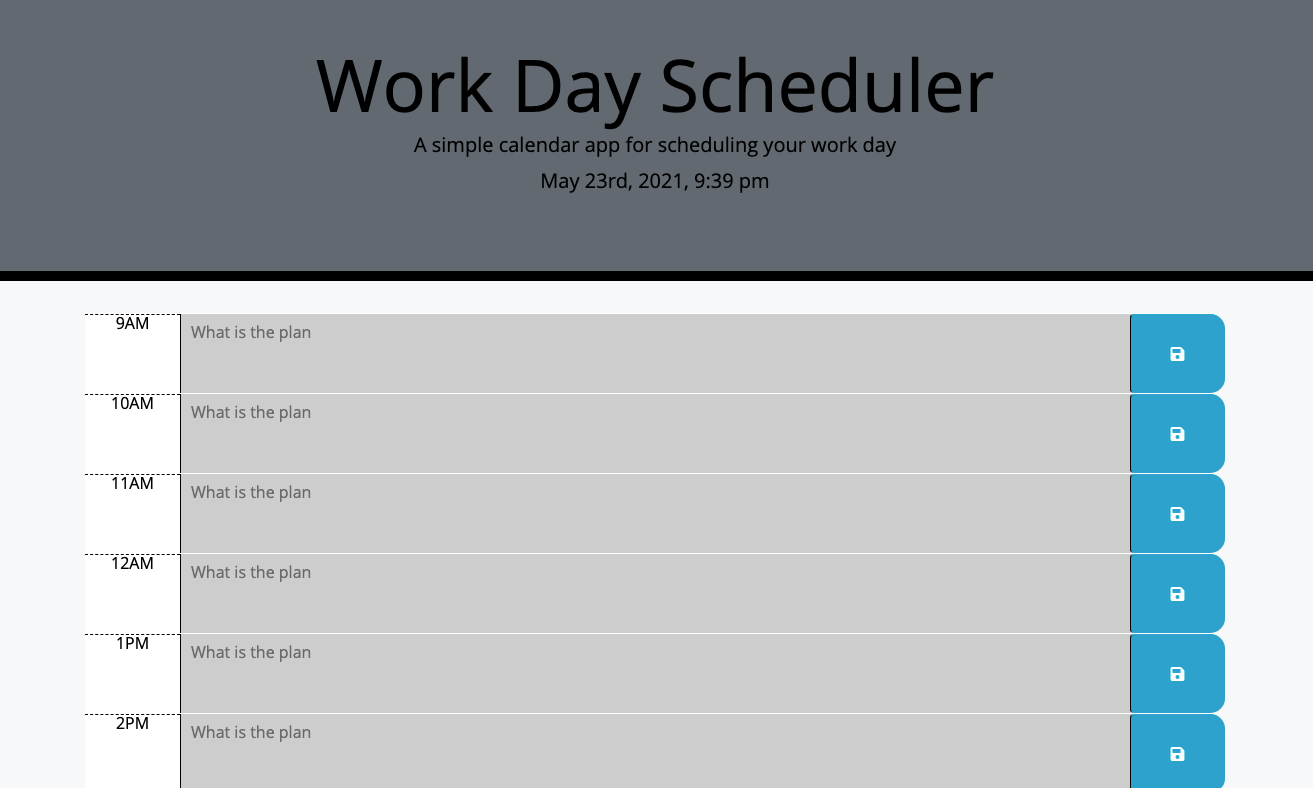 Work Day Scheduler
A simple calendar app for scheduling your work day
May 23rd, 2021, 9:39 pm
9AM What is the plan
10AM What is the plan
11AM What is the plan
12AM What is the plan
1PM What is the plan
2PM What is the plan